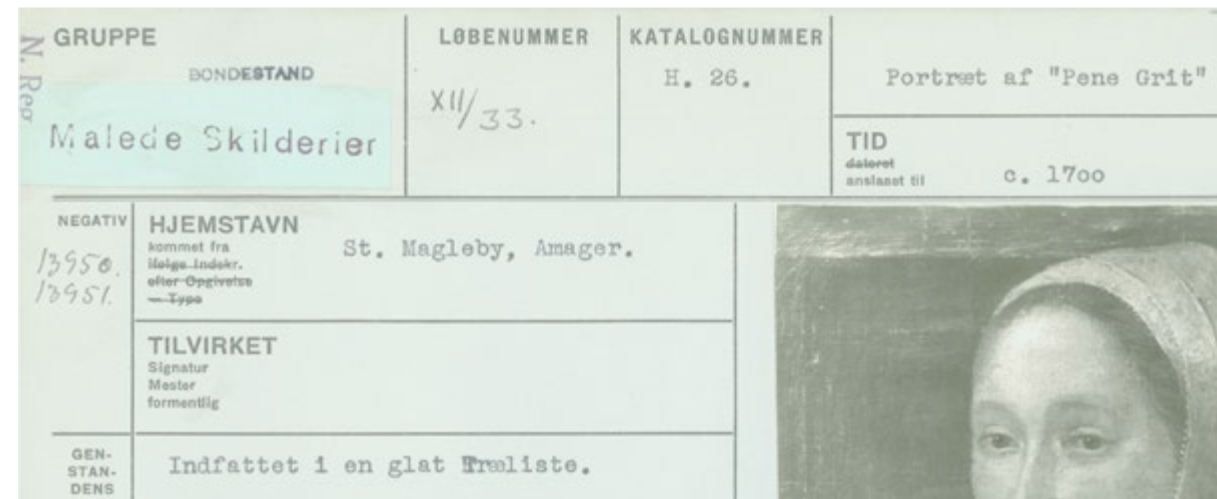 N. Reg
GRUPPE
BONDESTAND
Malede Skilderier
LØBENUMMER
XII/33.
KATALOGNUMMER
H. 26.
Portræt af "Pene Grit"
TID
dateret
anslaaet til
c. 1700
NEGATIV
13950.
13951.
HJEMSTAVN
kommet fra
ifølge Indskr.
efter Opgivelse
— Type
St. Magleby, Amager.
TILVIRKET
Signatur
Mester
formentlig
GEN-
STAN-
DENS
Indfattet i en glat Træliste.